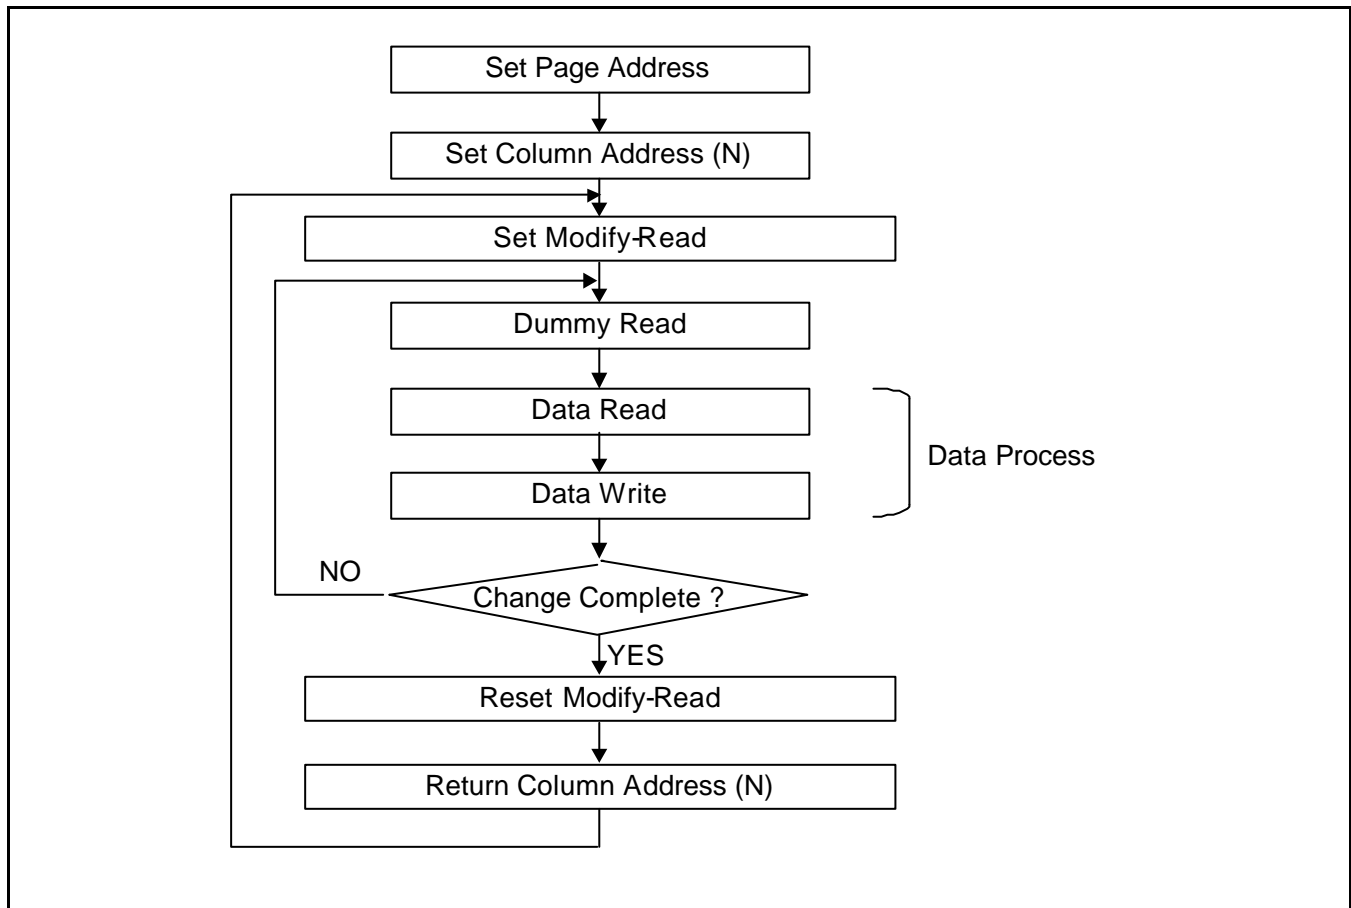 Set Page Address
Set Column Address (N)
Set Modify-Read
Dummy Read
Data Read
Data Process
Data Write
NO
Change Complete ?
YES
Reset Modify-Read
Return Column Address (N)